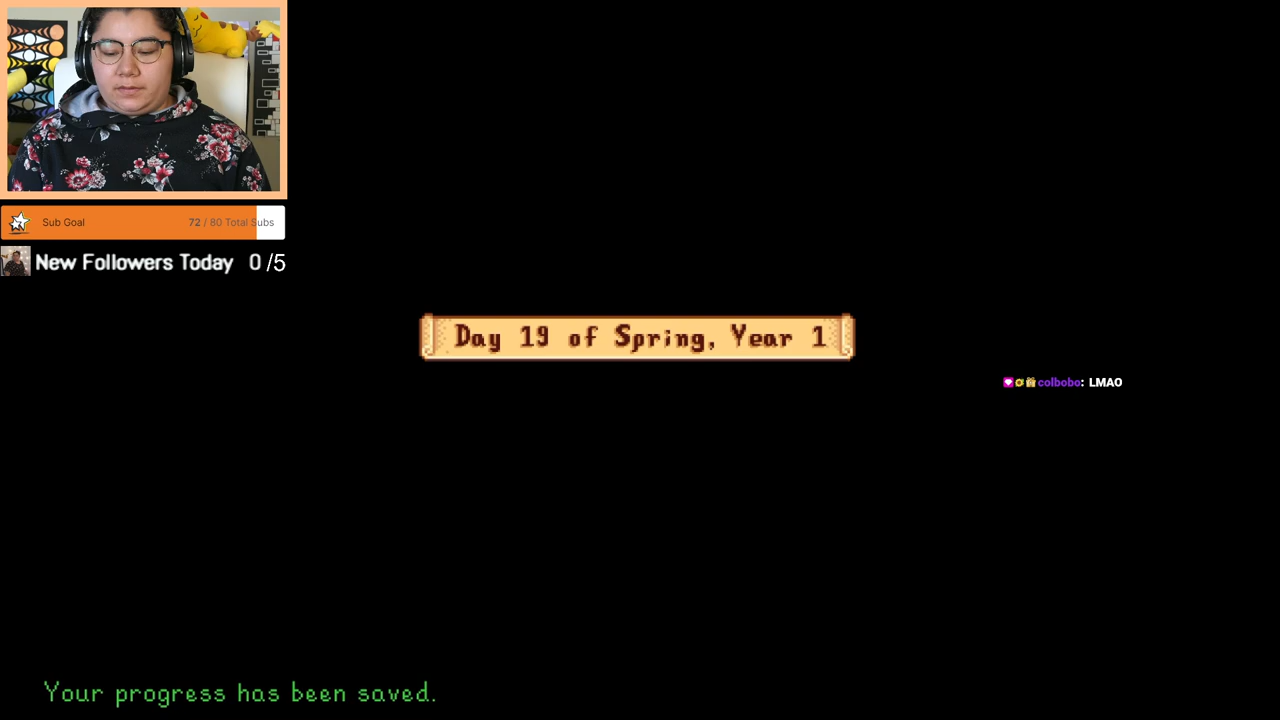 Sub Goal 72 / 80 Total Subs
New Followers Today 0 /5
Day 19 of Spring, Year 1
colbobo: LMAO
Your progress has been saved.